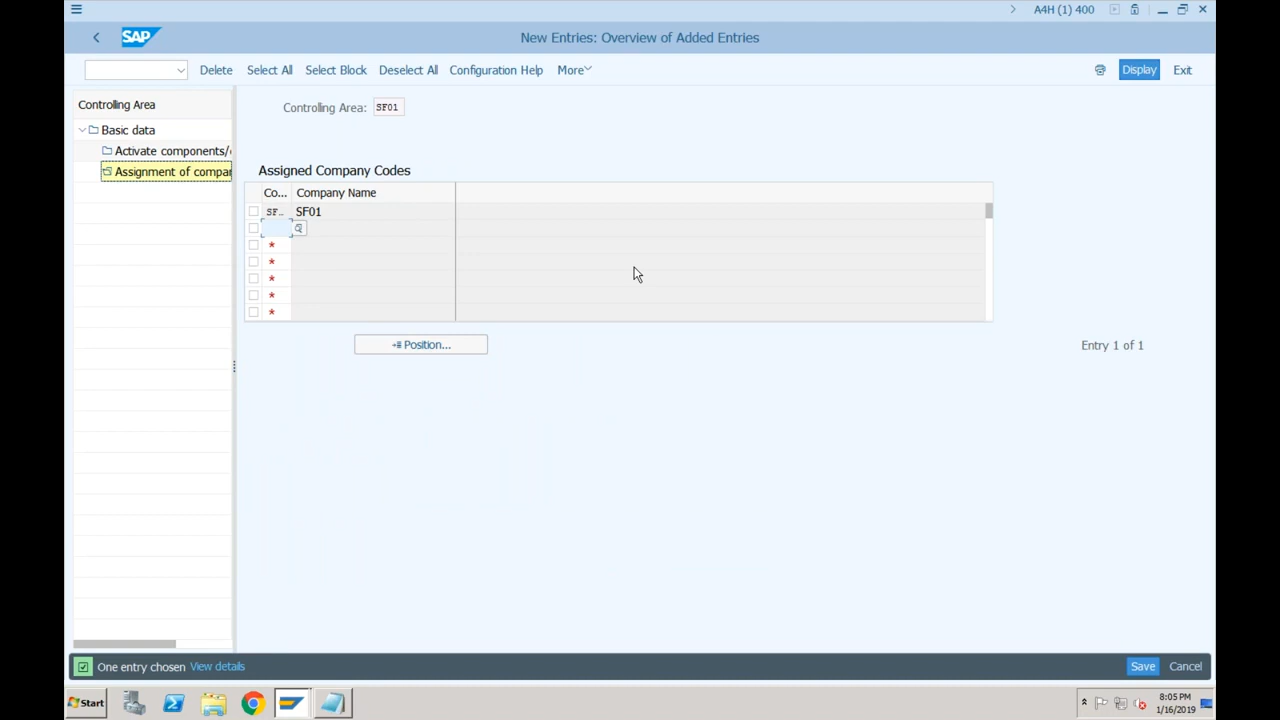 A4H (1) 400
SAP
New Entries: Overview of Added Entries
Delete Select All Select Block Deselect All Configuration Help More Display Exit
Controlling Area
Basic data
Activate components/
Assignment of compar
Controlling Area: SF01
Assigned Company Codes
Co... Company Name
SF.. SF01
*
*
*
*
*
Position...
Entry 1 of 1
One entry chosen View details
Save Cancel
Start
8:05 PM
1/16/2019